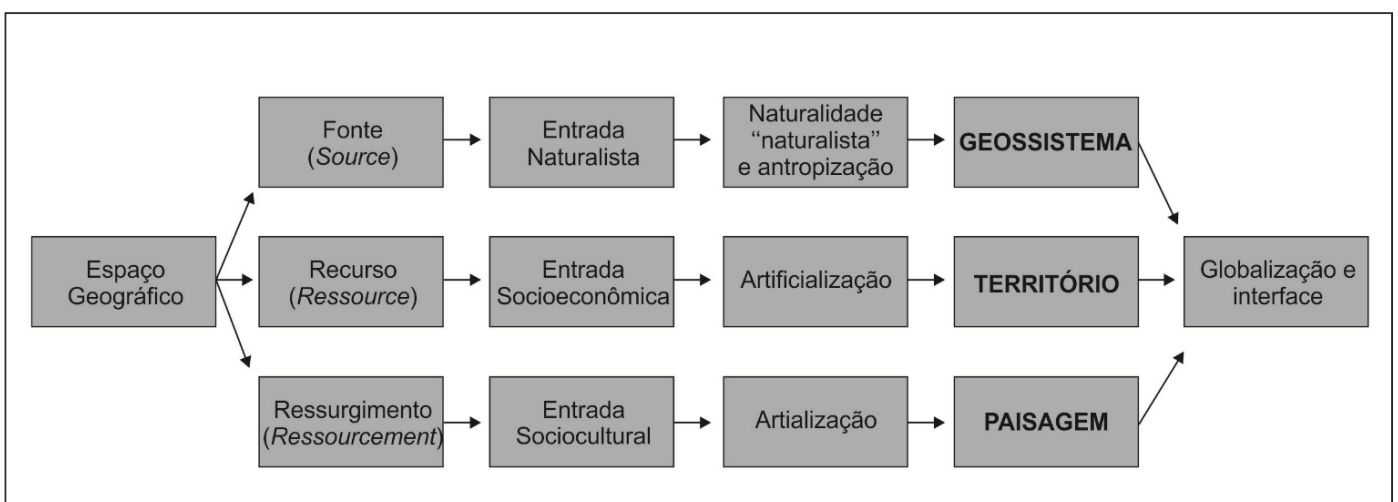 Fonte
(Source)
Entrada
Naturalista
Naturalidade
“naturalista”
e antropização
GEOSSISTEMA
Espaço
Geográfico
Recurso
(Ressource)
Entrada
Socioeconômica
Artificialização
TERRITÓRIO
Globalização e
interface
Ressurgimento
(Ressourcement)
Entrada
Sociocultural
Artialização
PAISAGEM